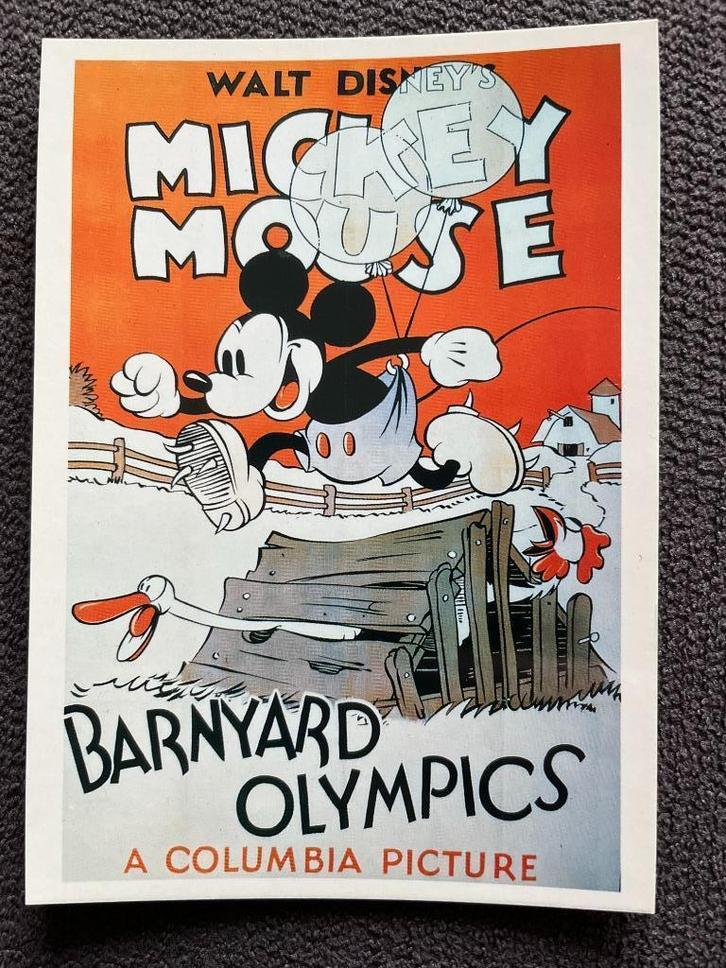 WALT DISNEY'S
MICKEY
MOUSE
BARNYARD
OLYMPICS
A COLUMBIA PICTURE